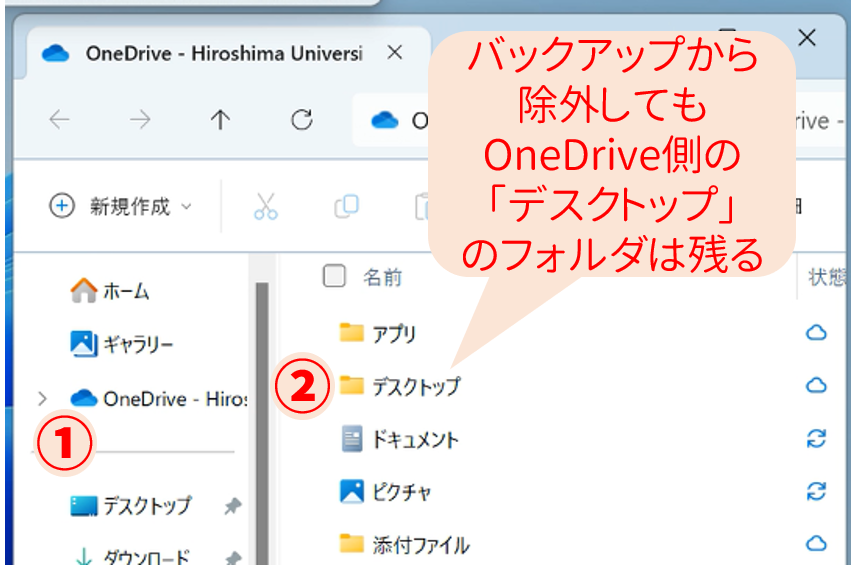 OneDrive - Hiroshima Universi
バックアップから
除外しても
OneDrive側の
「デスクトップ」
のフォルダは残る
O
rive -
新規作成
名前
状態
ホーム
ギャラリー
OneDrive - Hiros
①
デスクトップ
ダウンロード
アプリ
②
デスクトップ
ドキュメント
ピクチャ
添付ファイル